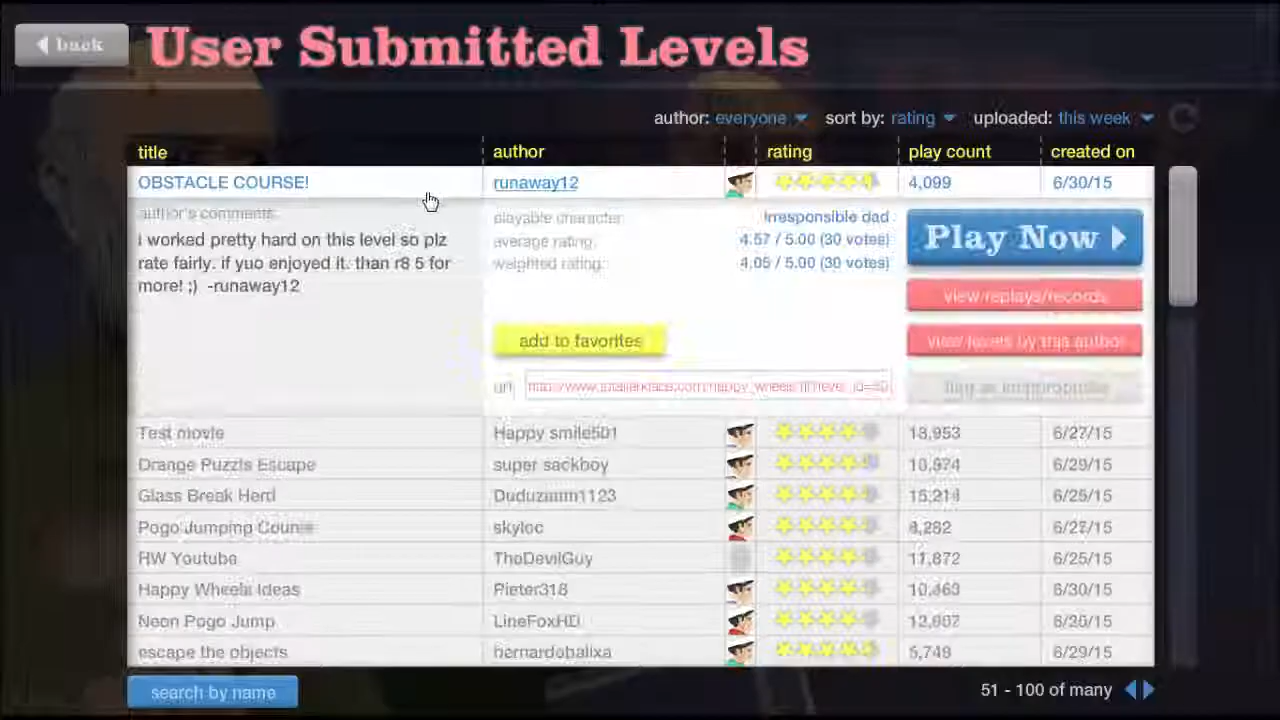 back
User Submitted Levels
author: everyone sort by: rating uploaded: this week
title author rating play count created on
OBSTACLE COURSE! runaway12 4,099 6/30/15
author's comments:
i worked pretty hard on this level so plz
rate fairly. if yuo enjoyed it. than r8 5 for
more! ;) -runaway12
playable character: Irresponsible dad
average rating: 4.57 / 5.00 (30 votes)
weighted rating: 4.05 / 5.00 (30 votes)
Play Now
view replays/records
view levels by this author
add to favorites
url
flag as inappropriate
Test movie Happy smile501 18,953 6/27/15
Orange Puzzle Escape super sackboy 6/29/15
Glass Break Herd 6/25/15
Pogo Jumping skyloc 6/27/15
RW Youtube 11,872 6/25/15
Happy Wheels Ideas Pieter318 10,463 6/30/15
Neon Pogo Jump LineFoxHD
escape the objects 5,749 6/29/15
search by name
51 - 100 of many